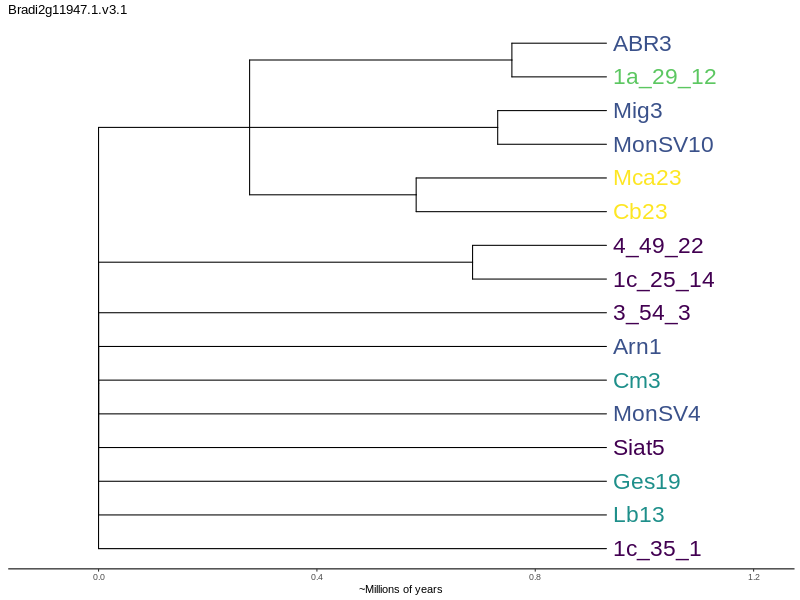 Bradi2g11947.1.v3.1
ABR3
1a_29_12
Mig3
MonSV10
Mca23
Cb23
4_49_22
1c_25_14
3_54_3
Arn1
Cm3
MonSV4
Siat5
Ges19
Lb13
1c_35_1
0.0 0.4 0.8 1.2
~Millions of years